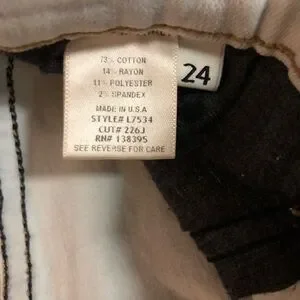 73% COTTON
14% RAYON
11% POLYESTER
2% SPANDEX
MADE IN U.S.A
STYLE# L7534
CUT# 226J
RN# 138395
SEE REVERSE FOR CARE
24